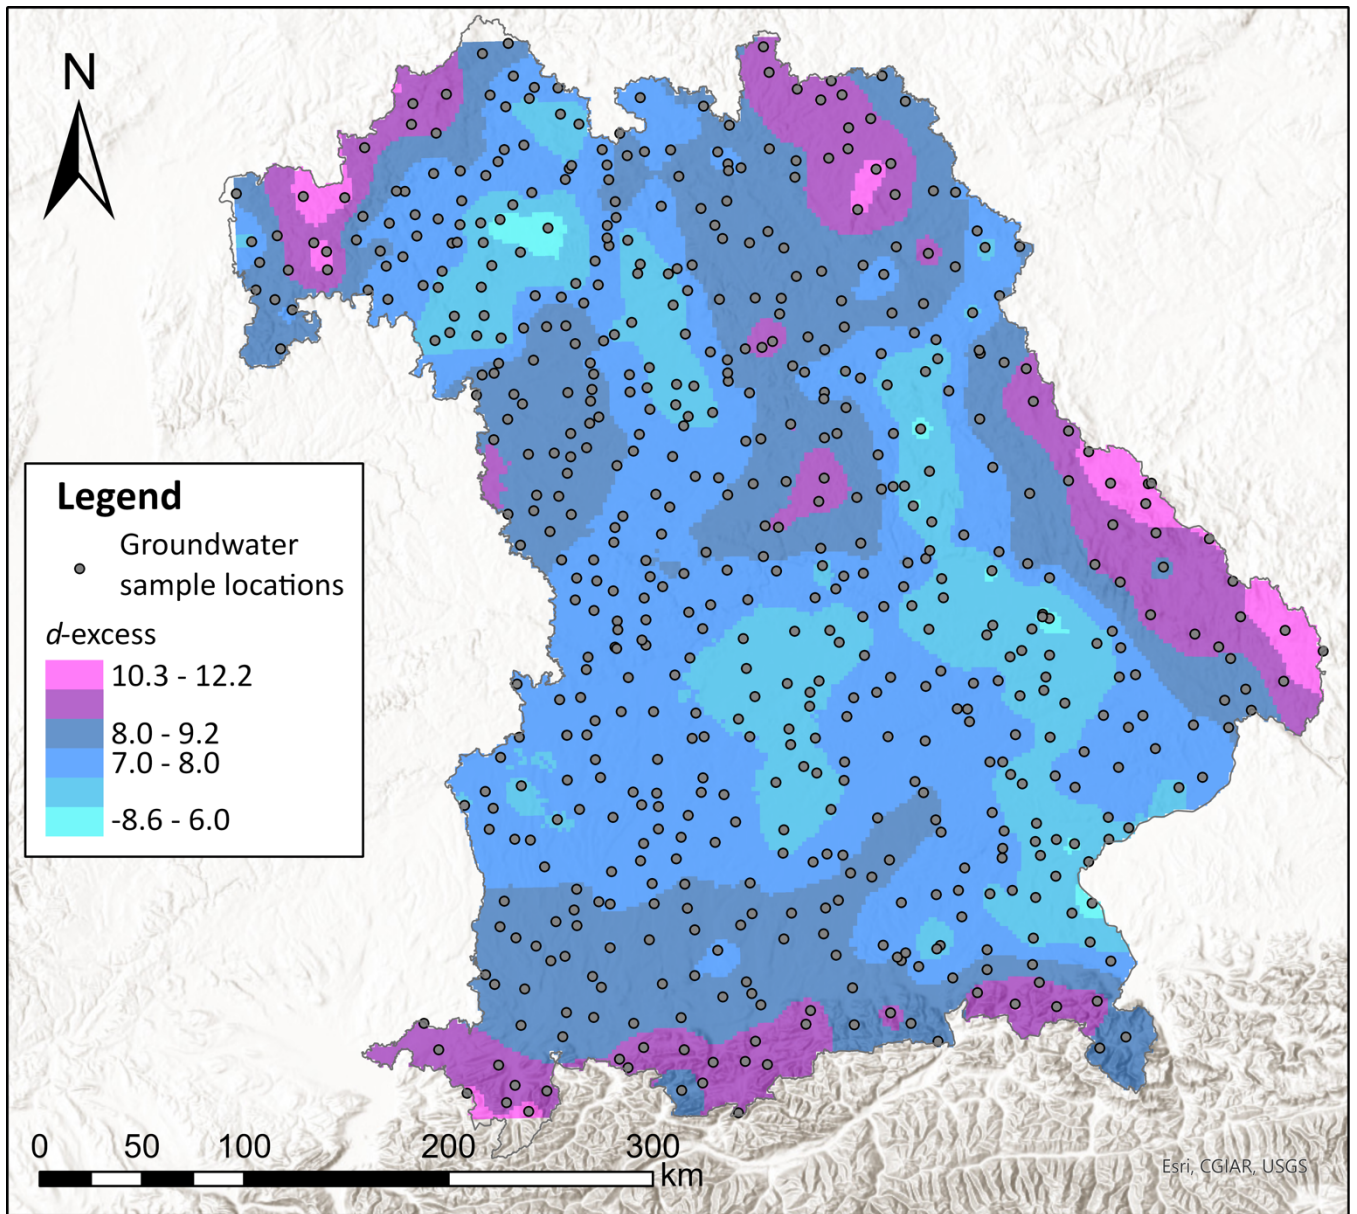 N
Legend
Groundwater
sample locations
d-excess
10.3 - 12.2
8.0 - 9.2
7.0 - 8.0
-8.6 - 6.0
0 50 100 200 300
km
Esri, CGIAR, USGS